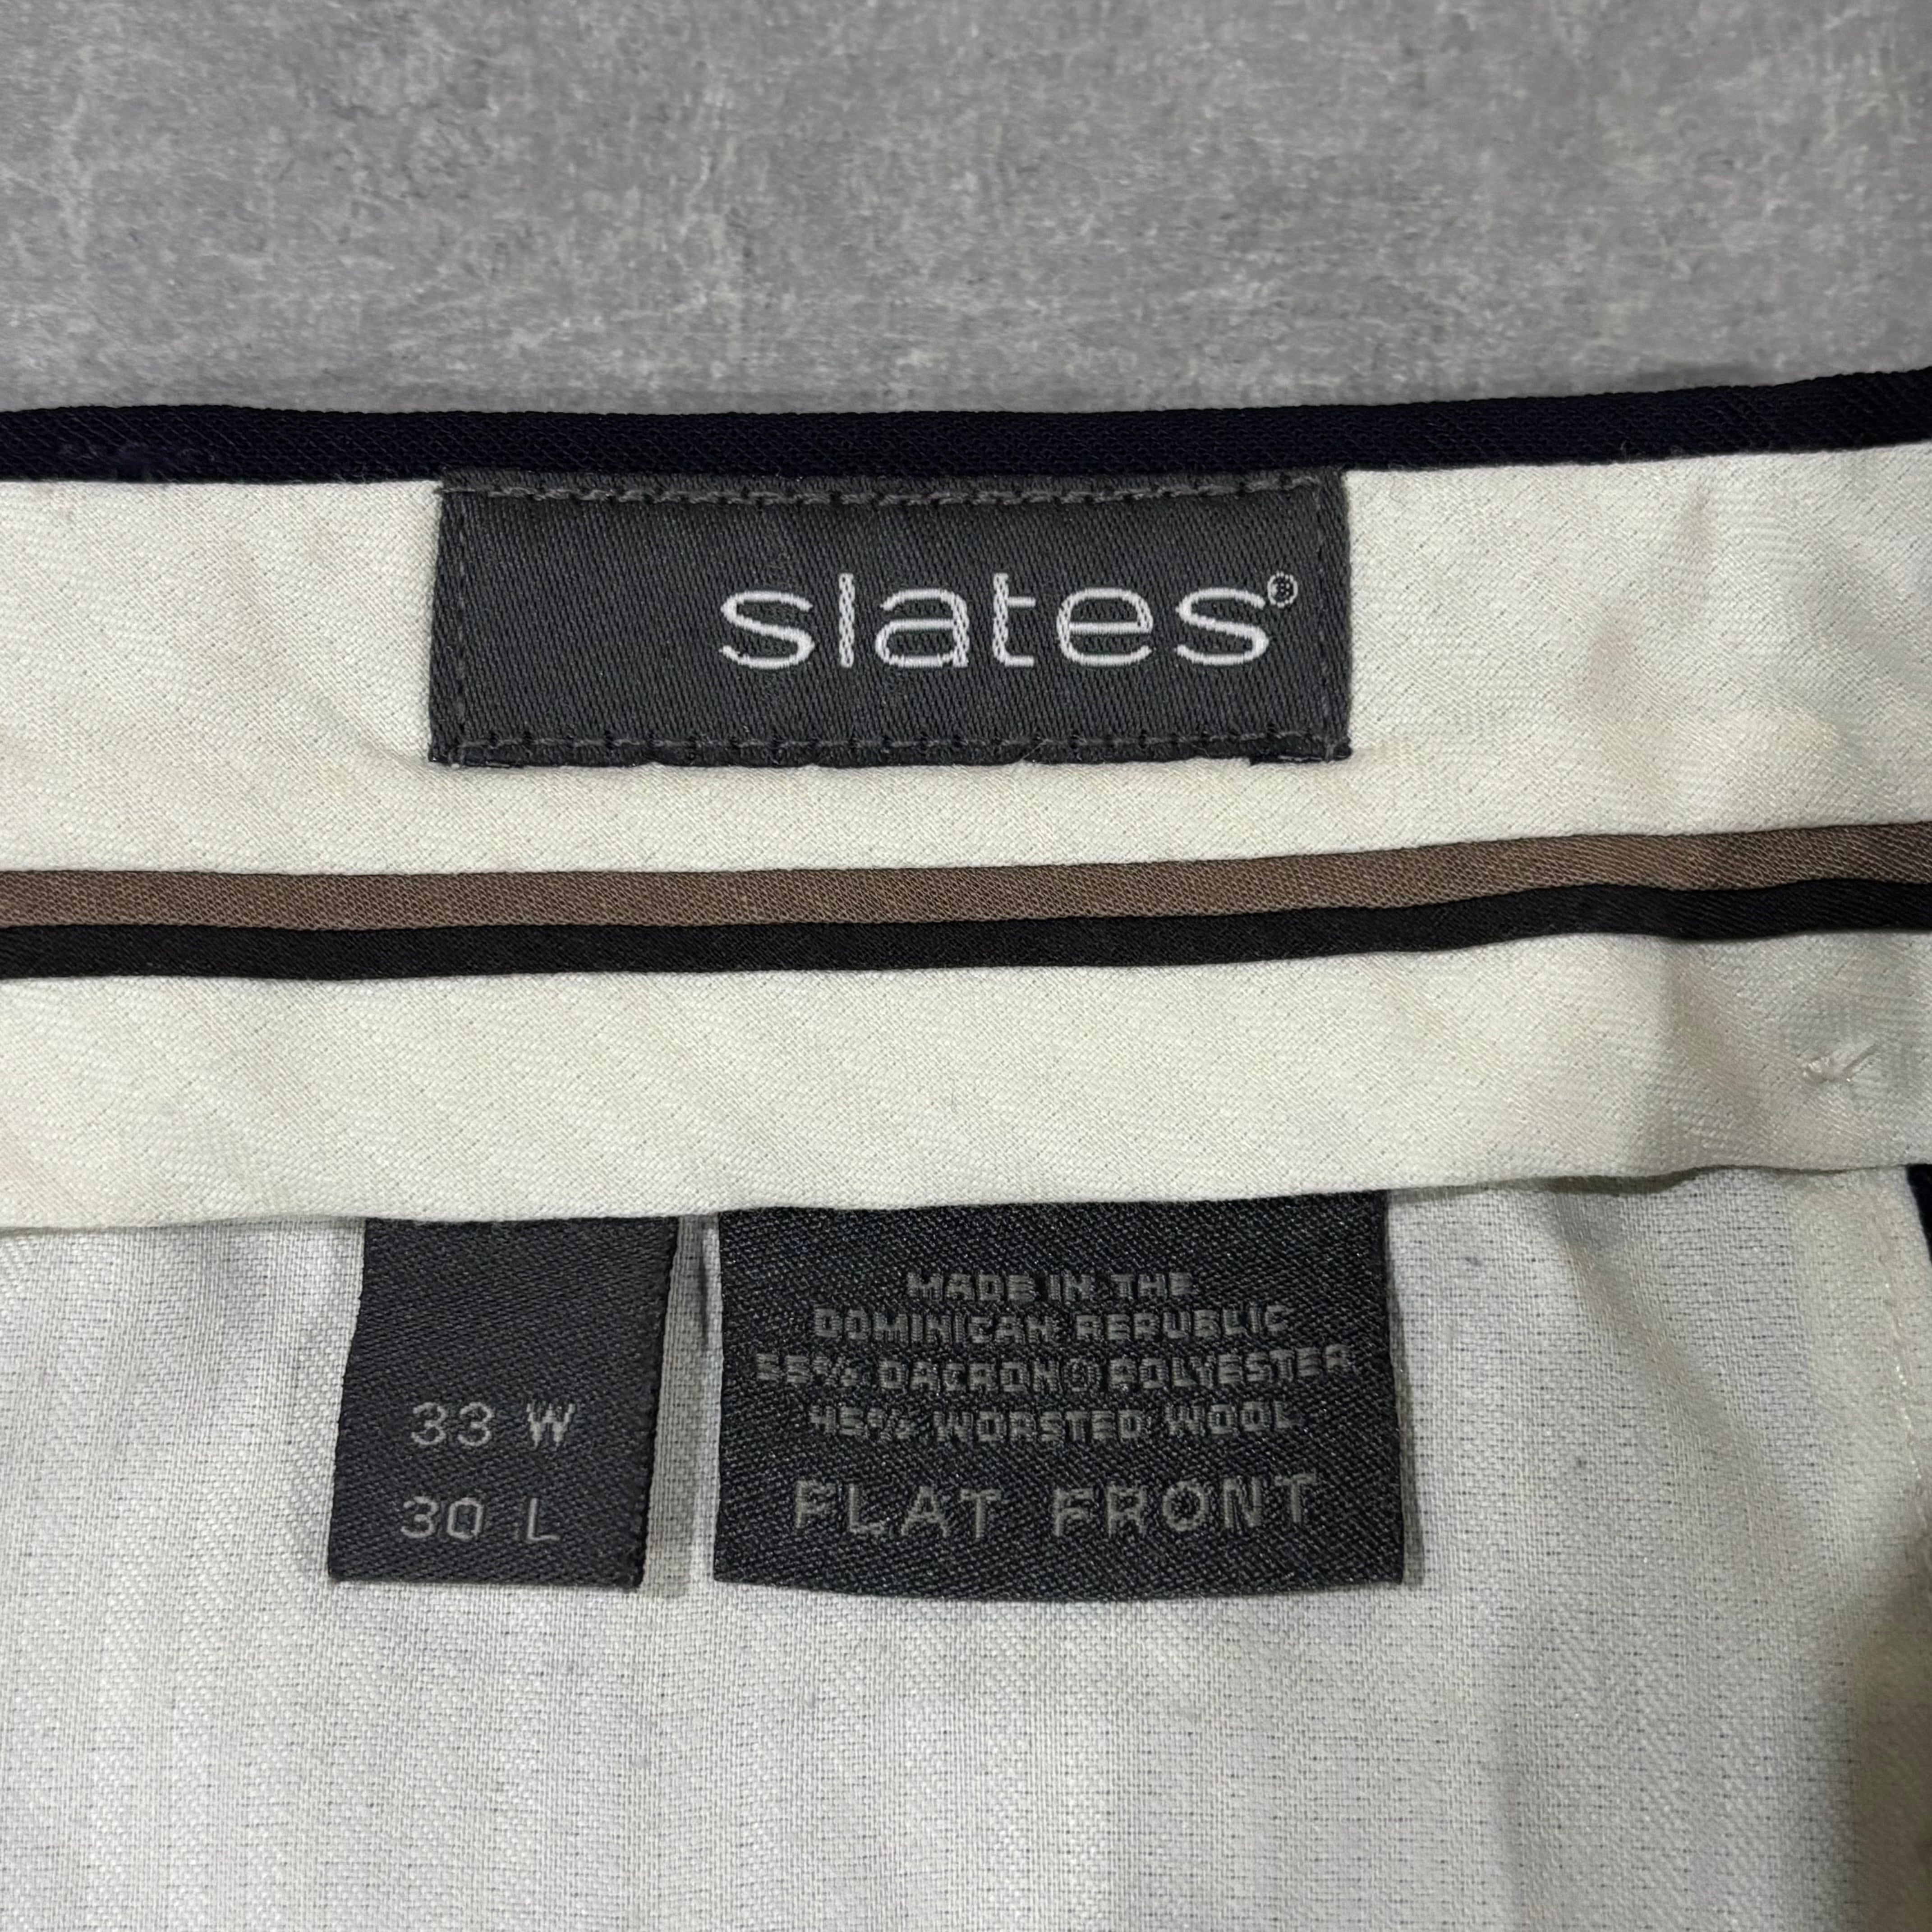 slates®
33 W
30 L
MADE IN THE
DOMINICAN REPUBLIC
55% DACRON® POLYESTER
45% WORSTED WOOL
FLAT FRONT